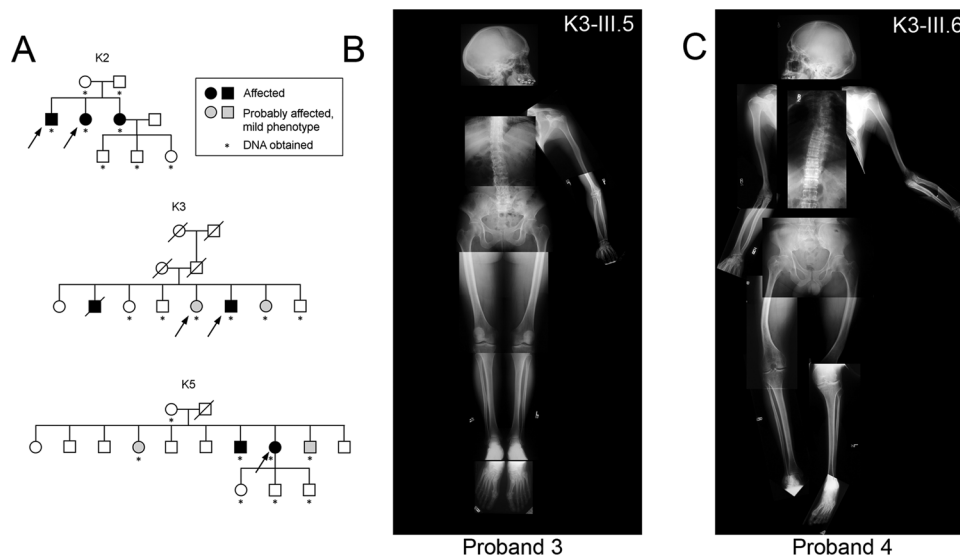 A
K2
Affected
Probably affected,
mild phenotype
* DNA obtained
K3
K5
B
K3-III.5
Proband 3
C
K3-III.6
Proband 4